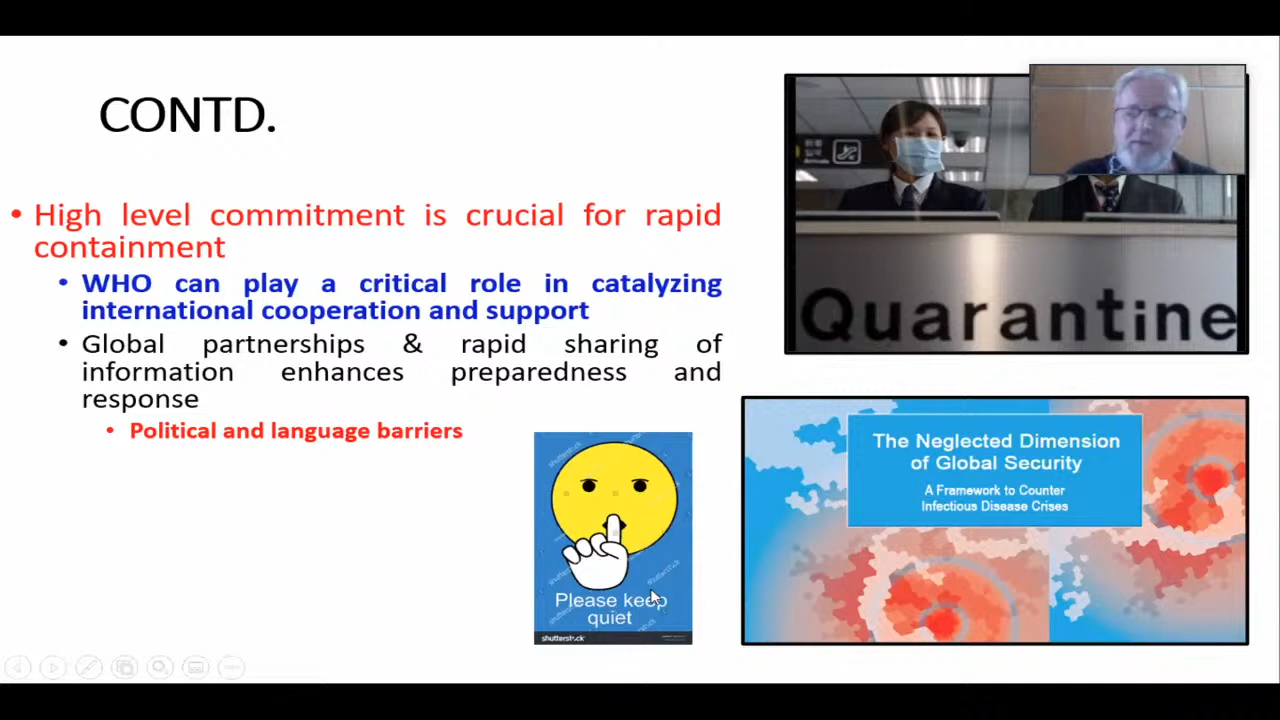 CONTD.
• High level commitment is crucial for rapid
containment
• WHO can play a critical role in catalyzing
international cooperation and support
• Global partnerships & rapid sharing of
information enhances preparedness and
response
• Political and language barriers
Please keep
quiet
shutterstock
Quarantine
The Neglected Dimension
of Global Security
A Framework to Counter
Infectious Disease Crises